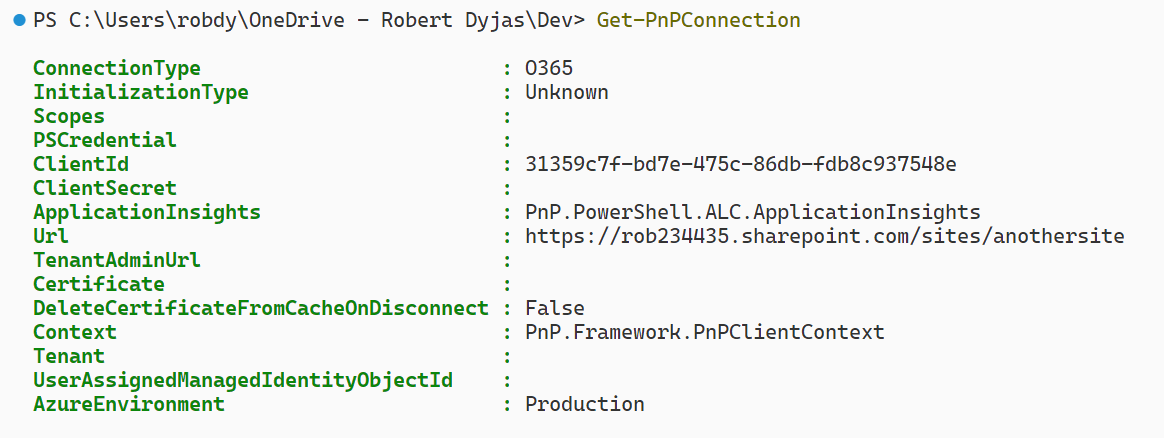 PS C:\Users\robdy\OneDrive - Robert Dyjas\Dev> Get-PnPConnection
ConnectionType : O365
InitializationType : Unknown
Scopes :
PSCredential :
ClientId : 31359c7f-bd7e-475c-86db-fdb8c937548e
ClientSecret :
ApplicationInsights : PnP.PowerShell.ALC.ApplicationInsights
Url : https://rob234435.sharepoint.com/sites/anothersite
TenantAdminUrl :
Certificate :
DeleteCertificateFromCacheOnDisconnect : False
Context : PnP.Framework.PnPClientContext
Tenant :
UserAssignedManagedIdentityObjectId :
AzureEnvironment : Production